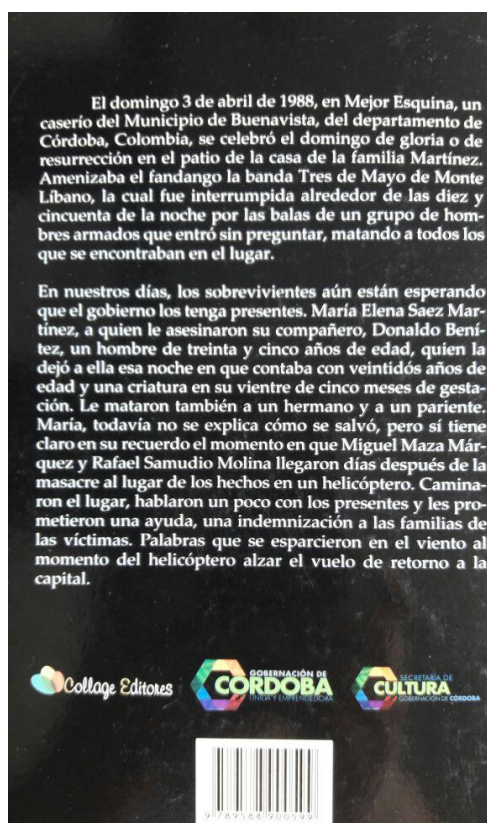 El domingo 3 de abril de 1988, en Mejor Esquina, un
caserío del Municipio de Buenavista, del departamento de
Córdoba, Colombia, se celebró el domingo de gloria o de
resurrección en el patio de la casa de la familia Martínez.
Amenizaba el fandango la banda Tres de Mayo de Monte
Líbano, la cual fue interrumpida alrededor de las diez y
cincuenta de la noche por las balas de un grupo de hom-
bres armados que entró sin preguntar, matando a todos los
que se encontraban en el lugar.
En nuestros días, los sobrevivientes aún están esperando
que el gobierno los tenga presentes. María Elena Saez Mar-
tínez, a quien le asesinaron su compañero, Donaldo Bení-
tez, un hombre de treinta y cinco años de edad, quien la
dejó a ella esa noche en que contaba con veintidós años de
edad y una criatura en su vientre de cinco meses de gesta-
ción. Le mataron también a un hermano y a un pariente.
María, todavía no se explica cómo se salvó, pero sí tiene
claro en su recuerdo el momento en que Miguel Maza Már-
quez y Rafael Samudio Molina llegaron días después de la
masacre al lugar de los hechos en un helicóptero. Camina-
ron el lugar, hablaron un poco con los presentes y les pro-
metieron una ayuda, una indemnización a las familias de
las víctimas. Palabras que se esparcieron en el viento al
momento del helicóptero alzar el vuelo de retorno a la
capital.
Collage Editores
GOBERNACIÓN DE
CÓRDOBA
UNIDA Y EMPRENDEDORA
SECRETARÍA DE
CULTURA
GOBERNACIÓN DE CÓRDOBA
9 789588 900599